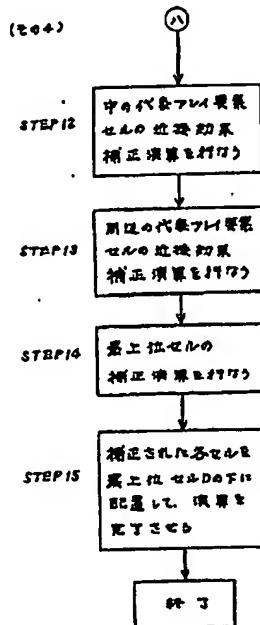 (その4)
ハ
STEP12
中の代表アレイ要素
セルの近接効果
補正演算を行なう
STEP13
周辺の代表アレイ要素
セルの近接効果
補正演算を行なう
STEP14
最上位セルの
補正演算を行なう
STEP15
補正された各セルを
最上位セルDの下に
配置して、演算を
完了させる
終了